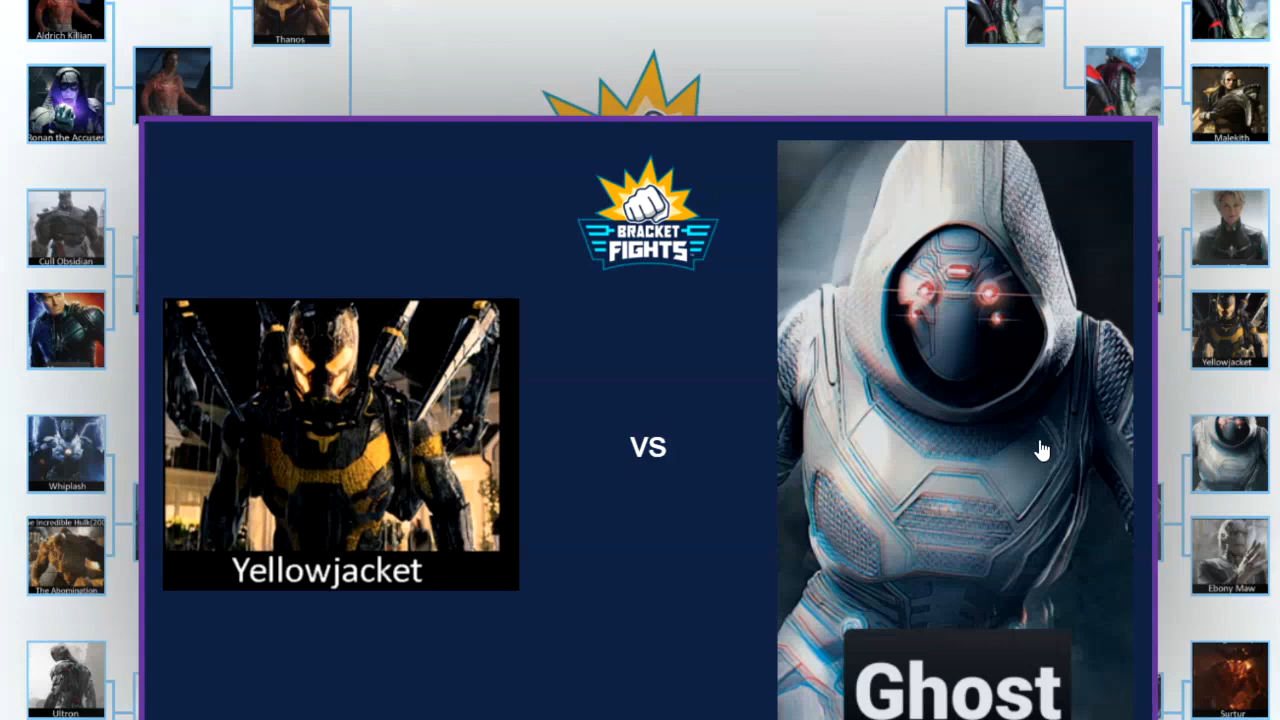 Aldrich Killian
Thanos
Ronan the Accuser
Malekith
BRACKET
FIGHTS
Cull Obsidian
Yellowjacket
VS
Whiplash
Yellowjacket
The Abomination
Ebony Maw
Ghost
Ultron
Surtur